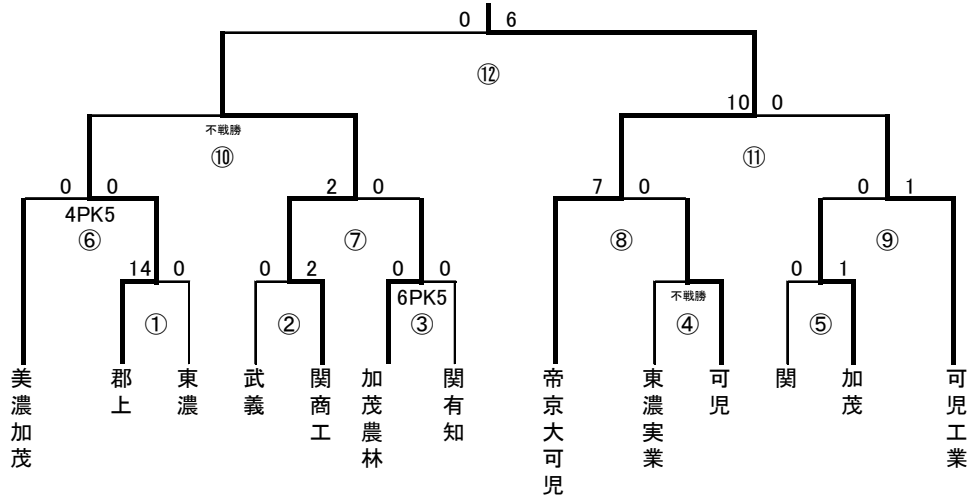 0 6
⑫
10 0
不戦勝
⑩
⑪
0 0
2 0
7 0
0 1
4PK5
⑥
⑦
⑧
⑨
14 0
0 2
0 0
0 1
6PK5
不戦勝
①
②
③
④
⑤
美濃加茂
郡上
東濃
武義
関商工
加茂農林
関有知
帝京大可児
東濃実業
可児
関
加茂
可児工業